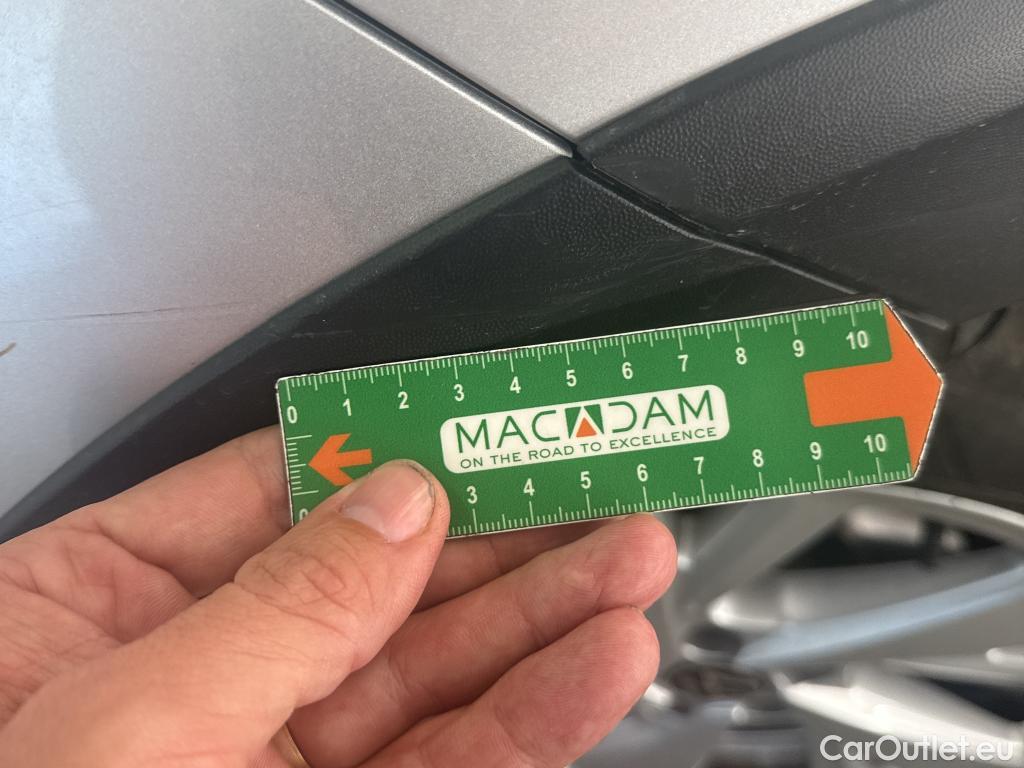 0 1 2 3 4 5 6 7 8 9 10
MACADAM
ON THE ROAD TO EXCELLENCE
0 3 4 5 6 7 8 9 10
CarOutlet.eu